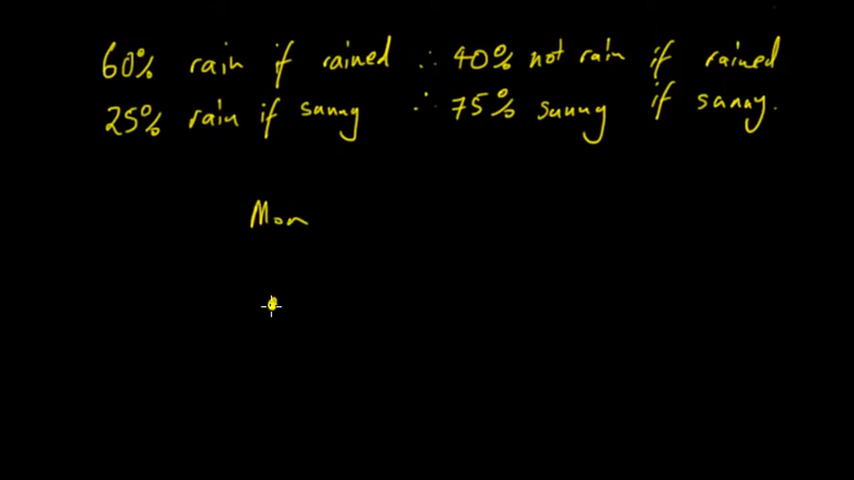 60% rain if rained ∴ 40% not rain if rained
25% rain if sunny ∴ 75% sunny if sunny.
Mon